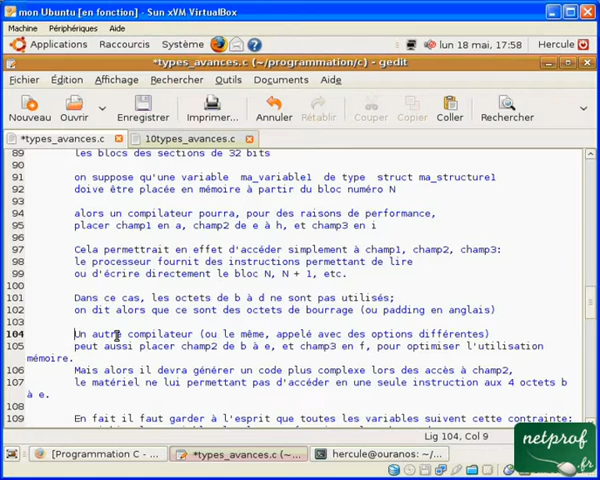 mon Ubuntu [en fonction] - Sun xVM VirtualBox
Machine Périphériques Aide
Applications Raccourcis Système lun 18 mai, 17:58 Hercule
*types_avances.c (~/programmation/c) - gedit
Fichier Édition Affichage Rechercher Outils Documents Aide
Nouveau Ouvrir Enregistrer Imprimer... Annuler Rétablir Couper Copier Coller Rechercher
*types_avances.c 10types_avances.c
89 les blocs des sections de 32 bits
90
91 on suppose qu'une variable ma_variable1 de type struct ma_structure1
92 doive être placée en mémoire à partir du bloc numéro N
93
94 alors un compilateur pourra, pour des raisons de performance,
95 placer champ1 en a, champ2 de e à h, et champ3 en i
96
97 Cela permettrait en effet d'accéder simplement à champ1, champ2, champ3:
98 le processeur fournit des instructions permettant de lire
99 ou d'écrire directement le bloc N, N + 1, etc.
100
101 Dans ce cas, les octets de b à d ne sont pas utilisés;
102 on dit alors que ce sont des octets de bourrage (ou padding en anglais)
103
104 Un autre compilateur (ou le même, appelé avec des options différentes)
105 peut aussi placer champ2 de b à e, et champ3 en f, pour optimiser l'utilisation
mémoire.
106 Mais alors il devra générer un code plus complexe lors des accès à champ2,
107 le matériel ne lui permettant pas d'accéder en une seule instruction aux 4 octets b
à e.
108
109 En fait il faut garder à l'esprit que toutes les variables suivent cette contrainte:
Lig 104, Col 9
[Programmation C - ... *types_avances.c (~... hercule@ouranos: ~/...
netprof
.fr